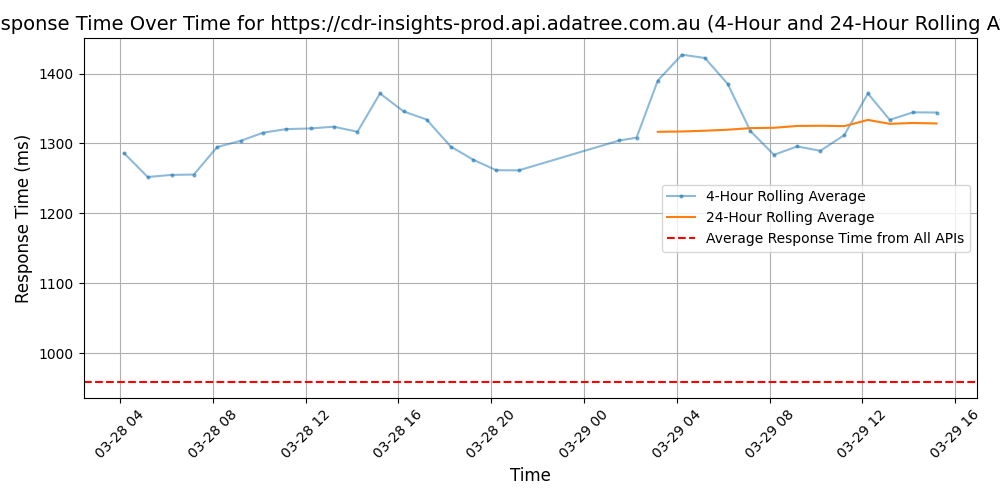 sponse Time Over Time for https://cdr-insights-prod.api.adatree.com.au (4-Hour and 24-Hour Rolling A
Response Time (ms)
1400
1300
1200
1100
1000
4-Hour Rolling Average
24-Hour Rolling Average
Average Response Time from All APIs
03-28 04
03-28 08
03-28 12
03-28 16
03-28 20
03-29 00
03-29 04
03-29 08
03-29 12
03-29 16
Time